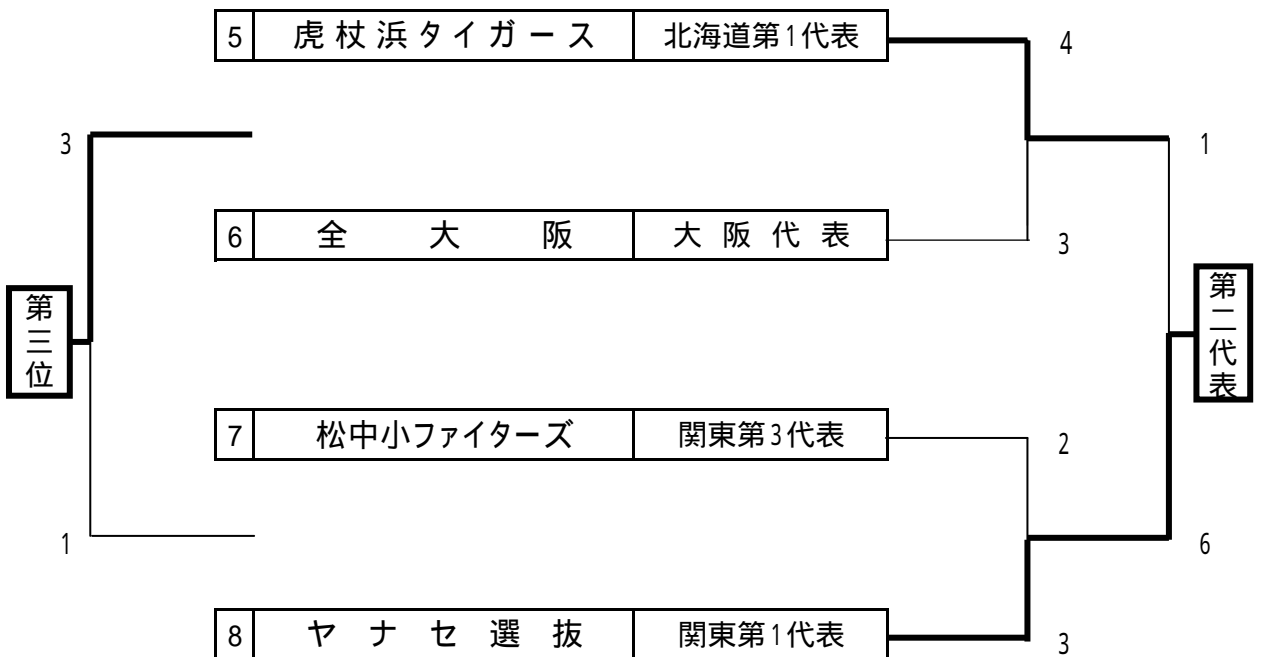 5 虎杖浜タイガース 北海道第1代表 4
3 1
6 全大阪 大阪代表 3
第三位 第二代表
7 松中小ファイターズ 関東第3代表 2
1 6
8 ヤナセ選抜 関東第1代表 3